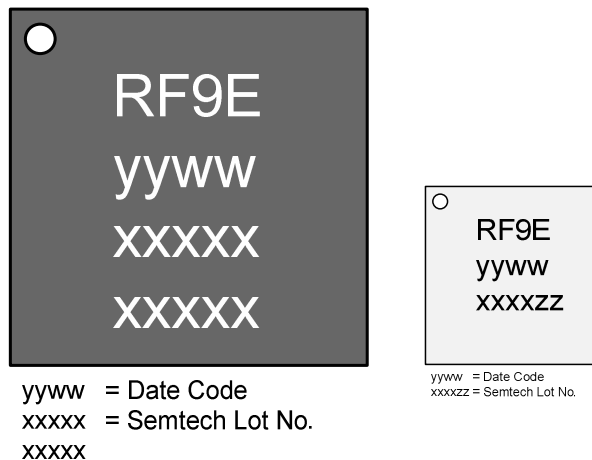 RF9E
yyww
xxxxx
xxxxx
yyww = Date Code
xxxxx = Semtech Lot No.
xxxxx
RF9E
yyww
xxxxzz
yyww = Date Code
xxxxzz = Semtech Lot No.